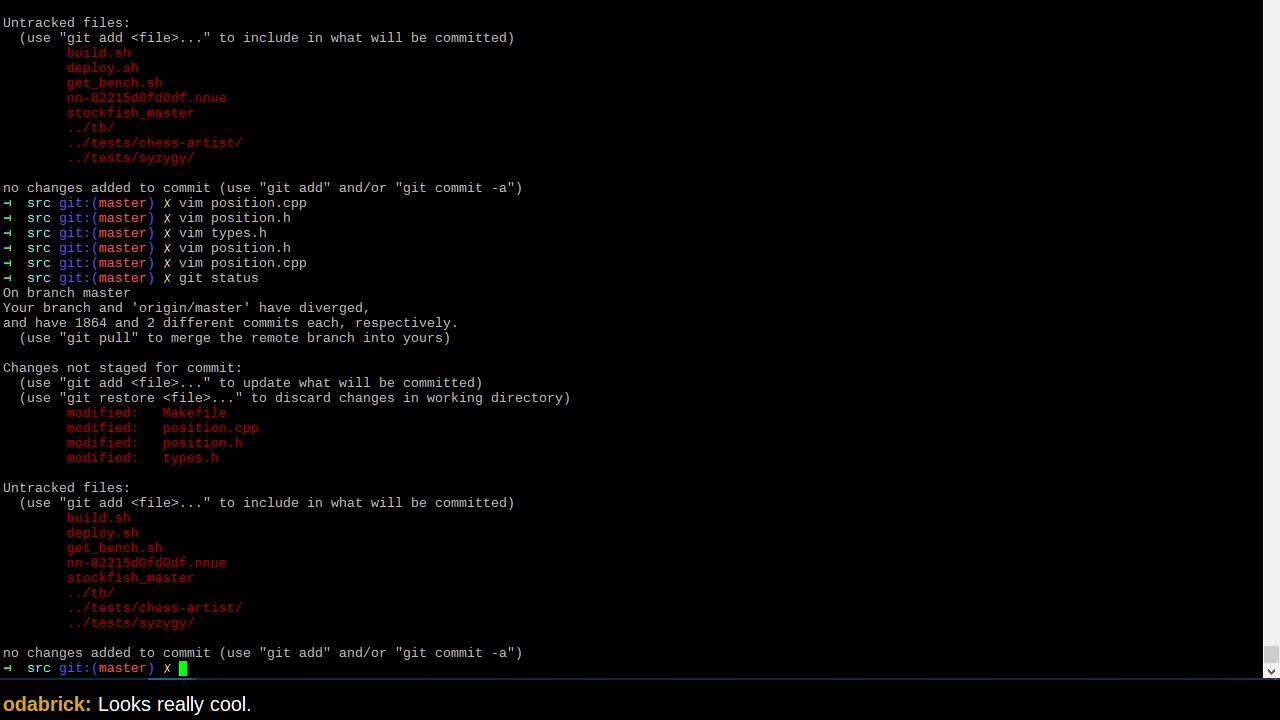 Untracked files:
  (use "git add <file>..." to include in what will be committed)
        build.sh
        deploy.sh
        get_bench.sh
        nn-82215d0fd0df.nnue
        stockfish_master
        ../tb/
        ../tests/chess-artist/
        ../tests/syzygy/

no changes added to commit (use "git add" and/or "git commit -a")
⊣  src git:(master) ✗ vim position.cpp
⊣  src git:(master) ✗ vim position.h
⊣  src git:(master) ✗ vim types.h
⊣  src git:(master) ✗ vim position.h
⊣  src git:(master) ✗ vim position.cpp
⊣  src git:(master) ✗ git status
On branch master
Your branch and 'origin/master' have diverged,
and have 1864 and 2 different commits each, respectively.
  (use "git pull" to merge the remote branch into yours)

Changes not staged for commit:
  (use "git add <file>..." to update what will be committed)
  (use "git restore <file>..." to discard changes in working directory)
        modified:   Makefile
        modified:   position.cpp
        modified:   position.h
        modified:   types.h

Untracked files:
  (use "git add <file>..." to include in what will be committed)
        build.sh
        deploy.sh
        get_bench.sh
        nn-82215d0fd0df.nnue
        stockfish_master
        ../tb/
        ../tests/chess-artist/
        ../tests/syzygy/

no changes added to commit (use "git add" and/or "git commit -a")
⊣  src git:(master) ✗
odabrick: Looks really cool.